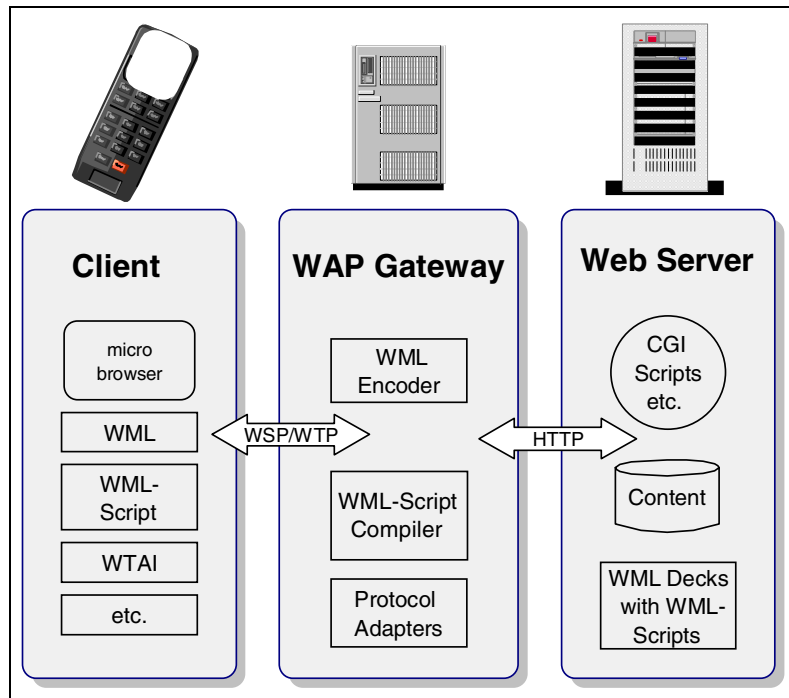 Client
micro
browser
WML
WML-
Script
WTAI
etc.
WSP/WTP
WAP Gateway
WML
Encoder
WML-Script
Compiler
Protocol
Adapters
HTTP
Web Server
CGI
Scripts
etc.
Content
WML Decks
with WML-
Scripts